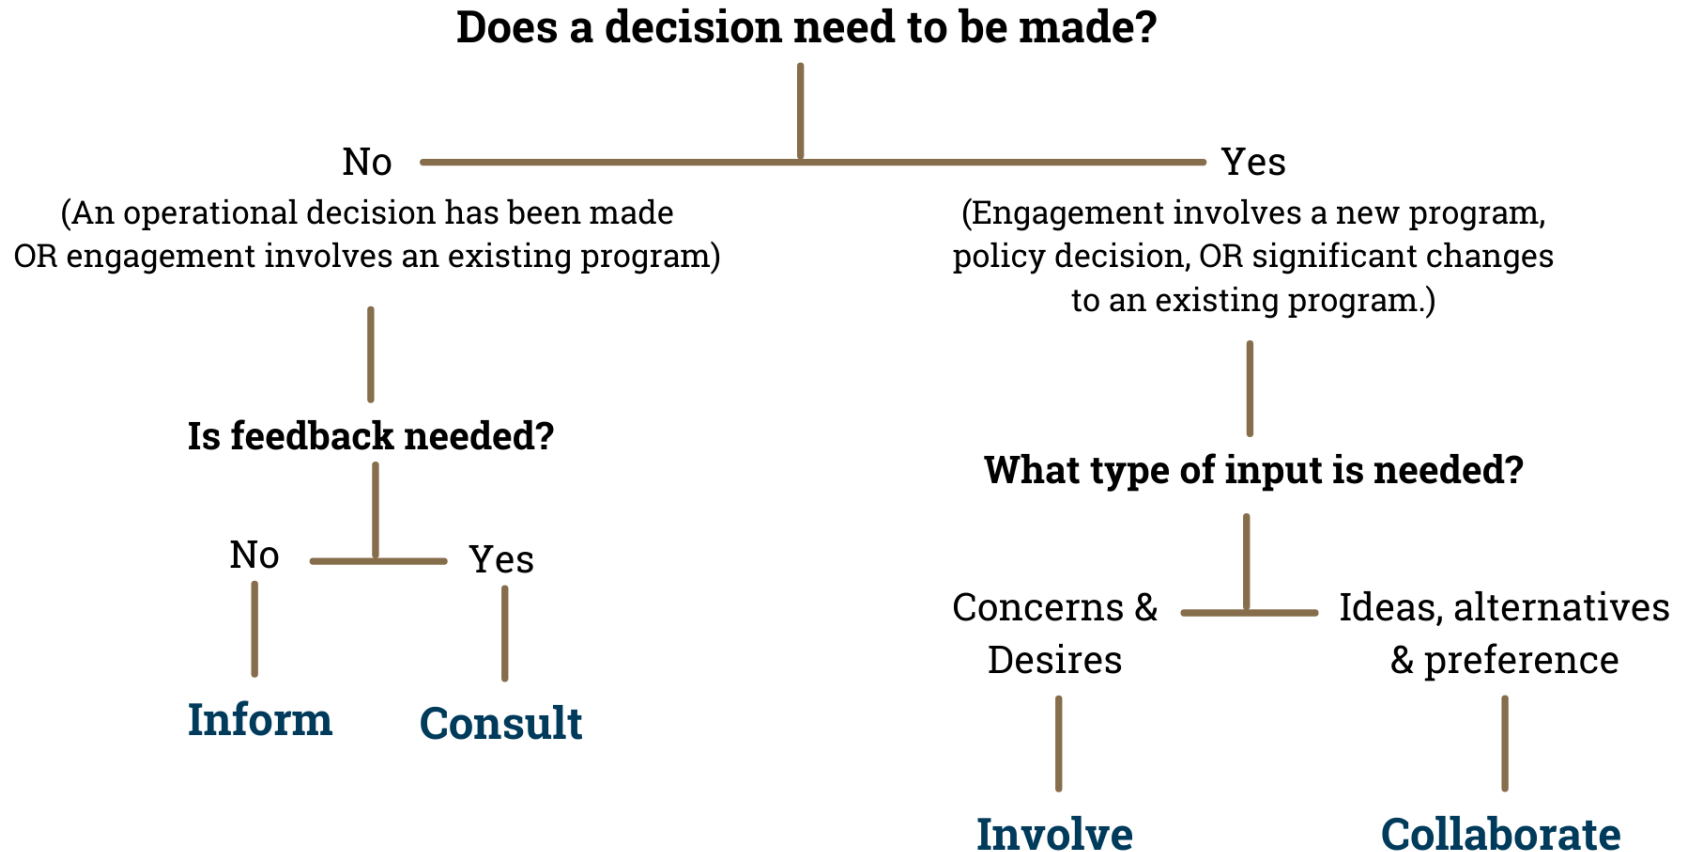 Does a decision need to be made?
No
Yes
(An operational decision has been made
OR engagement involves an existing program)
(Engagement involves a new program,
policy decision, OR significant changes
to an existing program.)
Is feedback needed?
What type of input is needed?
No
Yes
Concerns &
Desires
Ideas, alternatives
& preference
Inform
Consult
Involve
Collaborate